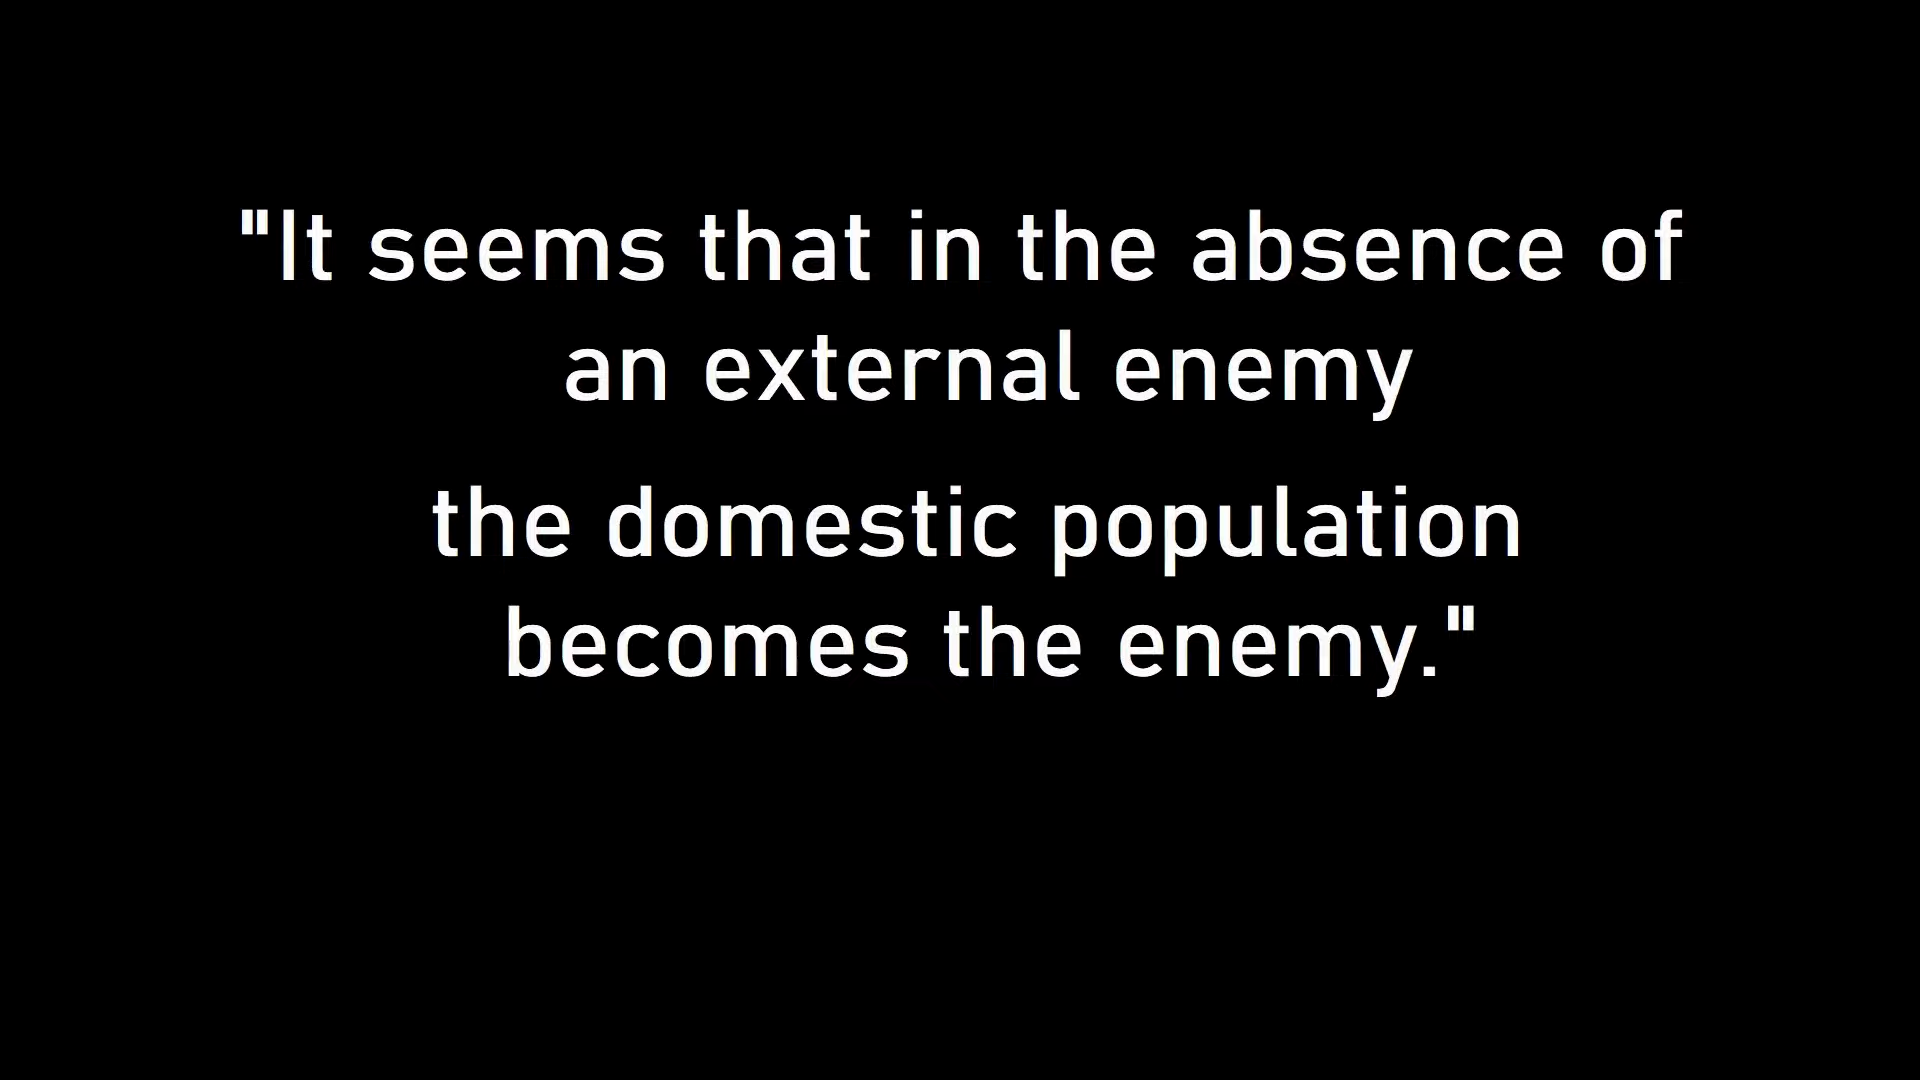 "It seems that in the absence of
an external enemy
the domestic population
becomes the enemy."